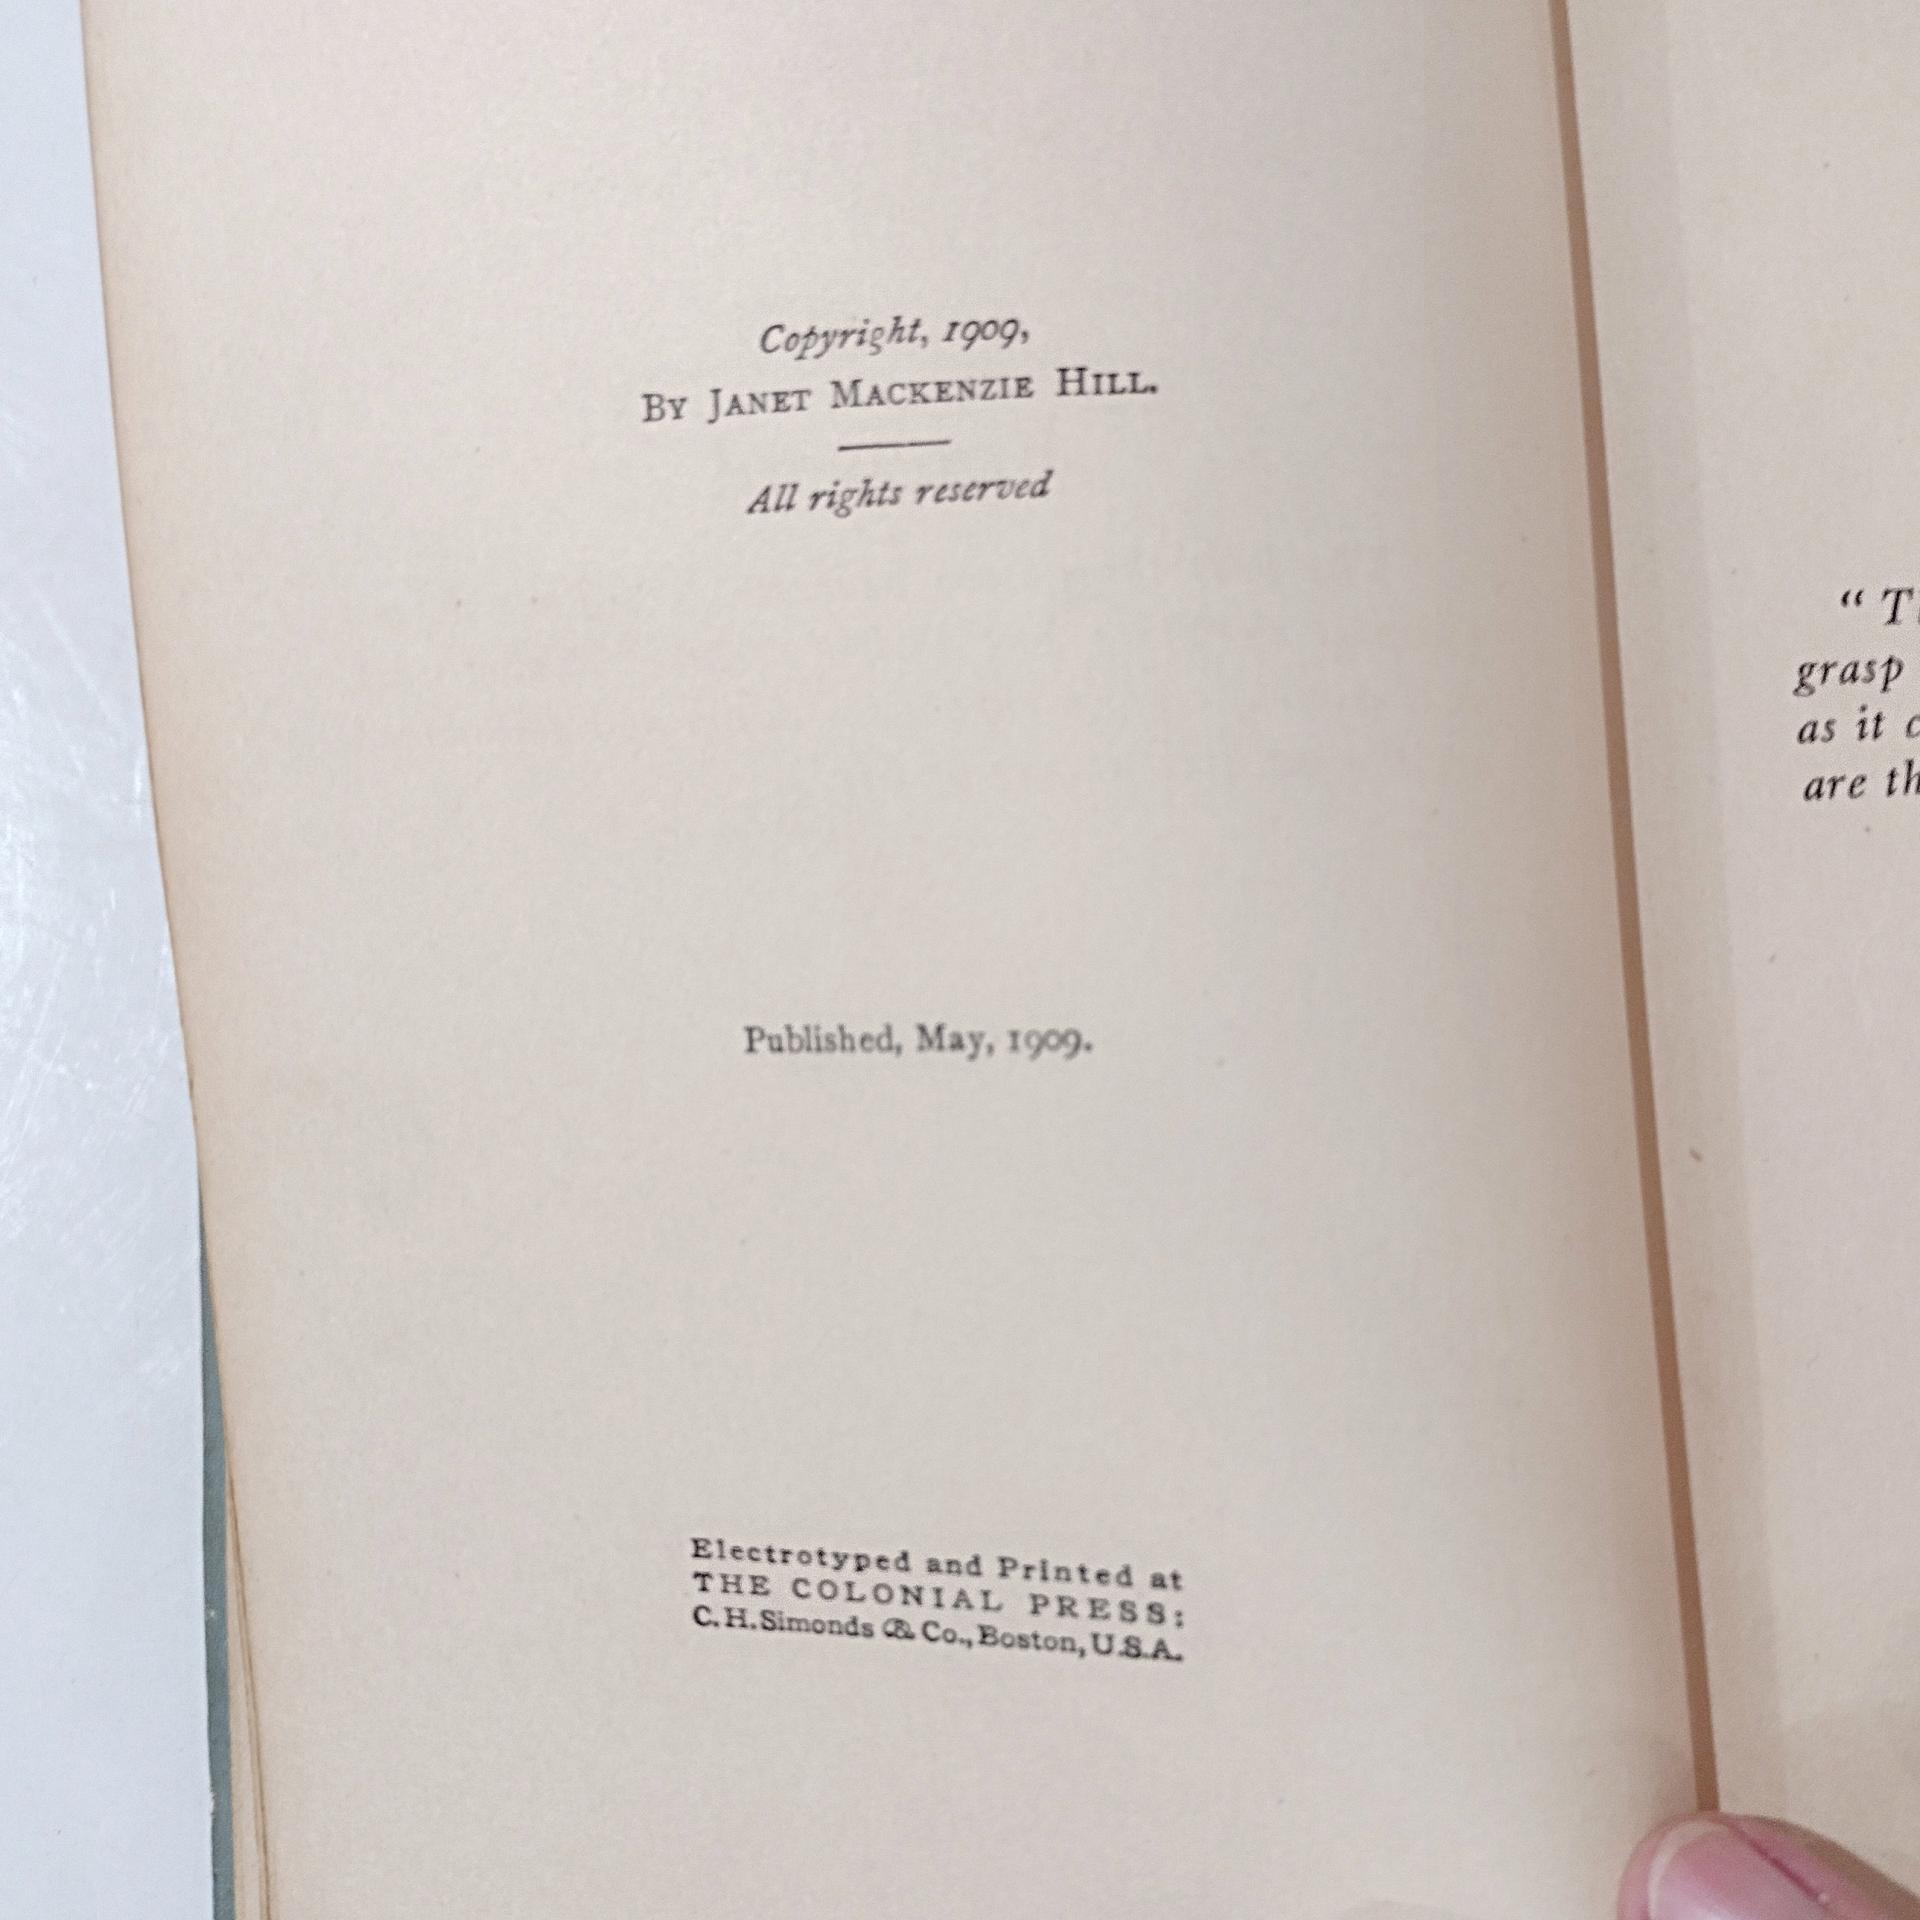 Copyright, 1909,
BY JANET MACKENZIE HILL.
All rights reserved
Published, May, 1909.
Electrotyped and Printed at
THE COLONIAL PRESS:
C. H. Simonds & Co., Boston, U.S.A.
“
grasp
as it
are